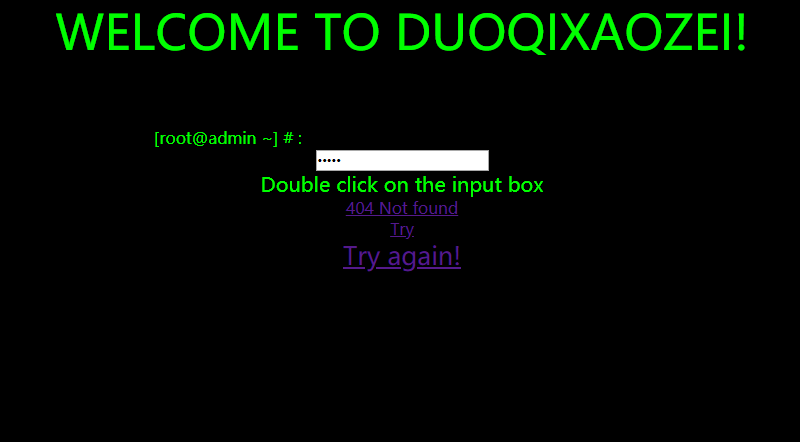 WELCOME TO DUOQIXAOZEI!
[root@admin ~] # :
•••••
Double click on the input box
404 Not found
Try
Try again!